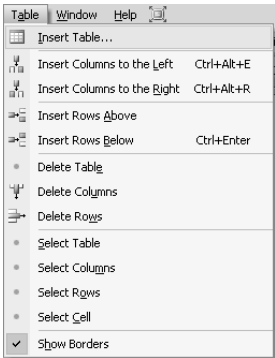 Table Window Help
Insert Table...
Insert Columns to the Left Ctrl+Alt+E
Insert Columns to the Right Ctrl+Alt+R
Insert Rows Above
Insert Rows Below Ctrl+Enter
Delete Table
Delete Columns
Delete Rows
Select Table
Select Columns
Select Rows
Select Cell
Show Borders